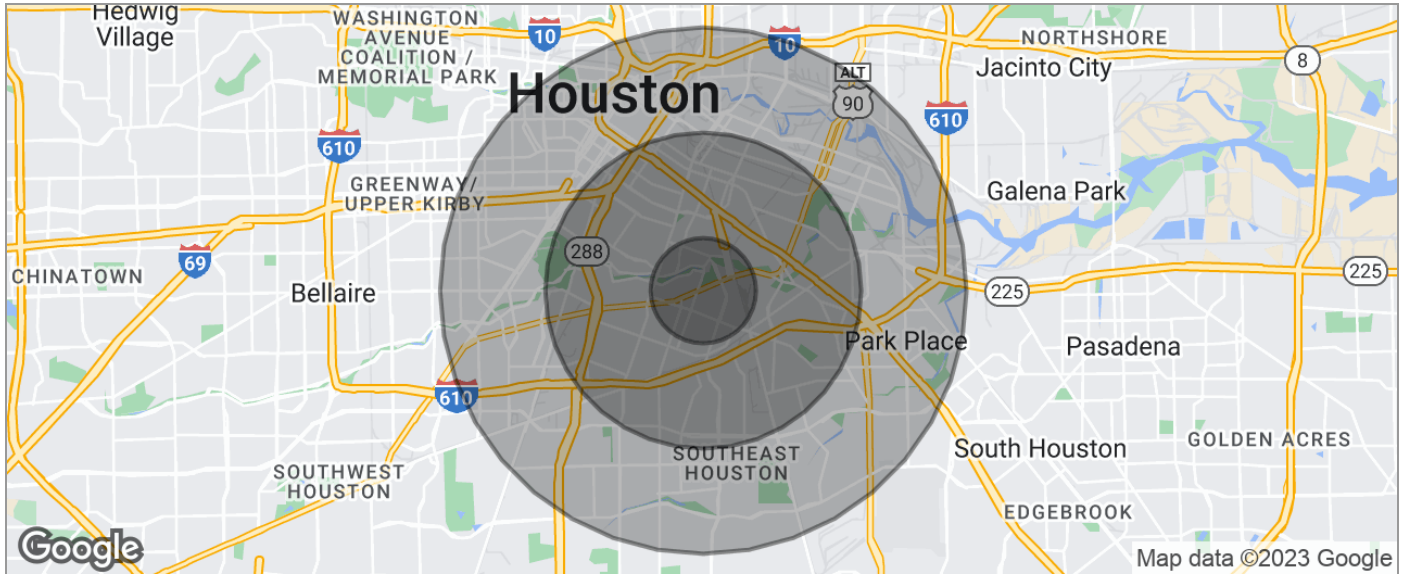 Hedwig
Village
WASHINGTON
AVENUE
COALITION /
MEMORIAL PARK
10
10
NORTHSHORE
Jacinto City
8
Houston
ALT
90
610
610
GREENWAY/
UPPER KIRBY
Galena Park
288
69
CHINATOWN
Bellaire
225
225
Park Place
Pasadena
610
SOUTHEAST
HOUSTON
South Houston
GOLDEN ACRES
SOUTHWEST
HOUSTON
EDGEBROOK
Google
Map data ©2023 Google